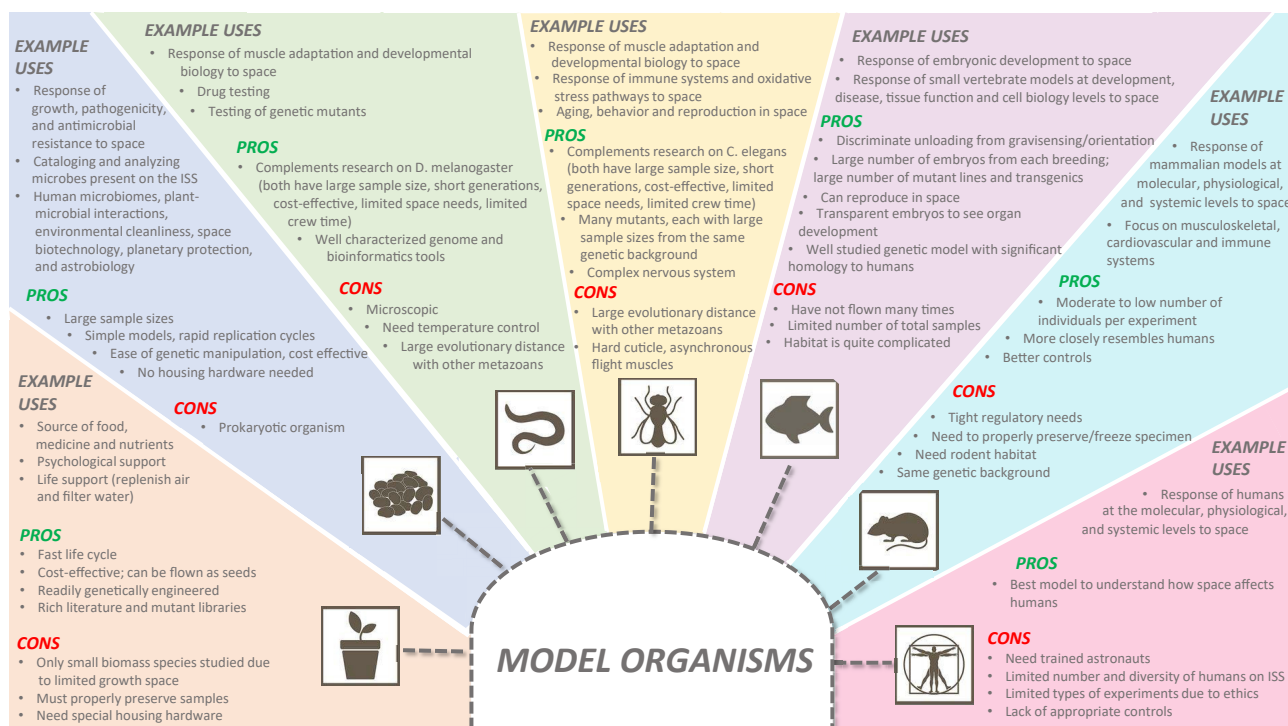 EXAMPLE
USES
• Source of food,
medicine and nutrients
• Psychological support
• Life support (replenish air
and filter water)
PROS
• Fast life cycle
• Cost-effective; can be flown as seeds
• Readily genetically engineered
• Rich literature and mutant libraries
CONS
• Only small biomass species studied due
to limited growth space
• Must properly preserve samples
• Need special housing hardware
EXAMPLE
USES
• Response of
growth, pathogenicity,
and antimicrobial
resistance to space
• Cataloging and analyzing
microbes present on the ISS
• Human microbiomes, plant-
microbial interactions,
environmental cleanliness, space
biotechnology, planetary protection,
and astrobiology
PROS
• Large sample sizes
• Simple models, rapid replication cycles
• Ease of genetic manipulation, cost effective
• No housing hardware needed
CONS
• Prokaryotic organism
EXAMPLE USES
• Response of muscle adaptation and developmental
biology to space
• Drug testing
• Testing of genetic mutants
PROS
• Complements research on D. melanogaster
(both have large sample size, short generations,
cost-effective, limited space needs, limited
crew time)
• Well characterized genome and
bioinformatics tools
CONS
• Microscopic
• Need temperature control
• Large evolutionary distance
with other metazoans
EXAMPLE USES
• Response of muscle adaptation and
developmental biology to space
• Response of immune systems and oxidative
stress pathways to space
• Aging, behavior and reproduction in space
PROS
• Complements research on C. elegans
(both have large sample size, short
generations, cost-effective, limited
space needs, limited crew time)
• Many mutants, each with large
sample sizes from the same
genetic background
• Complex nervous system
CONS
• Large evolutionary distance
with other metazoans
• Hard cuticle, asynchronous
flight muscles
EXAMPLE USES
• Response of embryonic development to space
• Response of small vertebrate models at development,
disease, tissue function and cell biology levels to space
PROS
• Discriminate unloading from gravisensing/orientation
• Large number of embryos from each breeding;
large number of mutant lines and transgenics
• Can reproduce in space
• Transparent embryos to see organ
development
• Well studied genetic model with significant
homology to humans
CONS
• Have not flown many times
• Limited number of total samples
• Habitat is quite complicated
EXAMPLE
USES
• Response of
mammalian models at
molecular, physiological,
and systemic levels to space
• Focus on musculoskeletal,
cardiovascular and immune
systems
PROS
• Moderate to low number of
individuals per experiment
• More closely resembles humans
• Better controls
CONS
• Tight regulatory needs
• Need to properly preserve/freeze specimen
• Need rodent habitat
• Same genetic background
EXAMPLE
USES
• Response of humans
at the molecular, physiological,
and systemic levels to space
PROS
• Best model to understand how space affects
humans
CONS
• Need trained astronauts
• Limited number and diversity of humans on ISS
• Limited types of experiments due to ethics
• Lack of appropriate controls
MODEL ORGANISMS